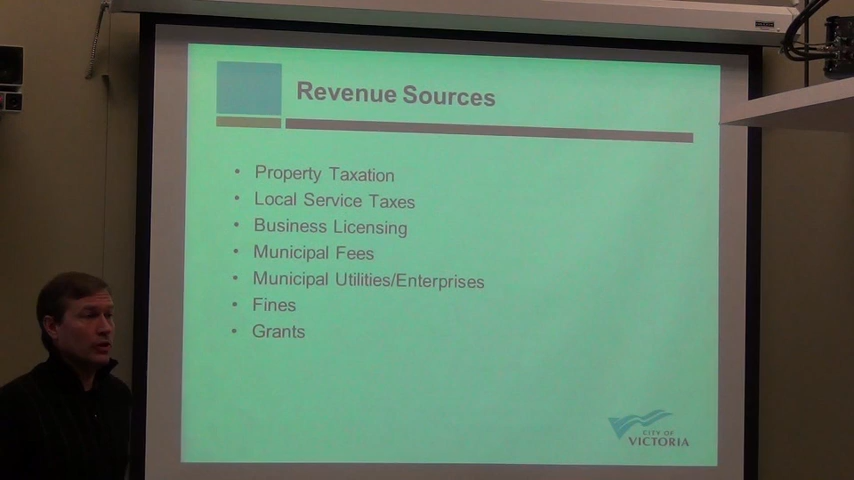 Revenue Sources
• Property Taxation
• Local Service Taxes
• Business Licensing
• Municipal Fees
• Municipal Utilities/Enterprises
• Fines
• Grants
CITY OF
VICTORIA